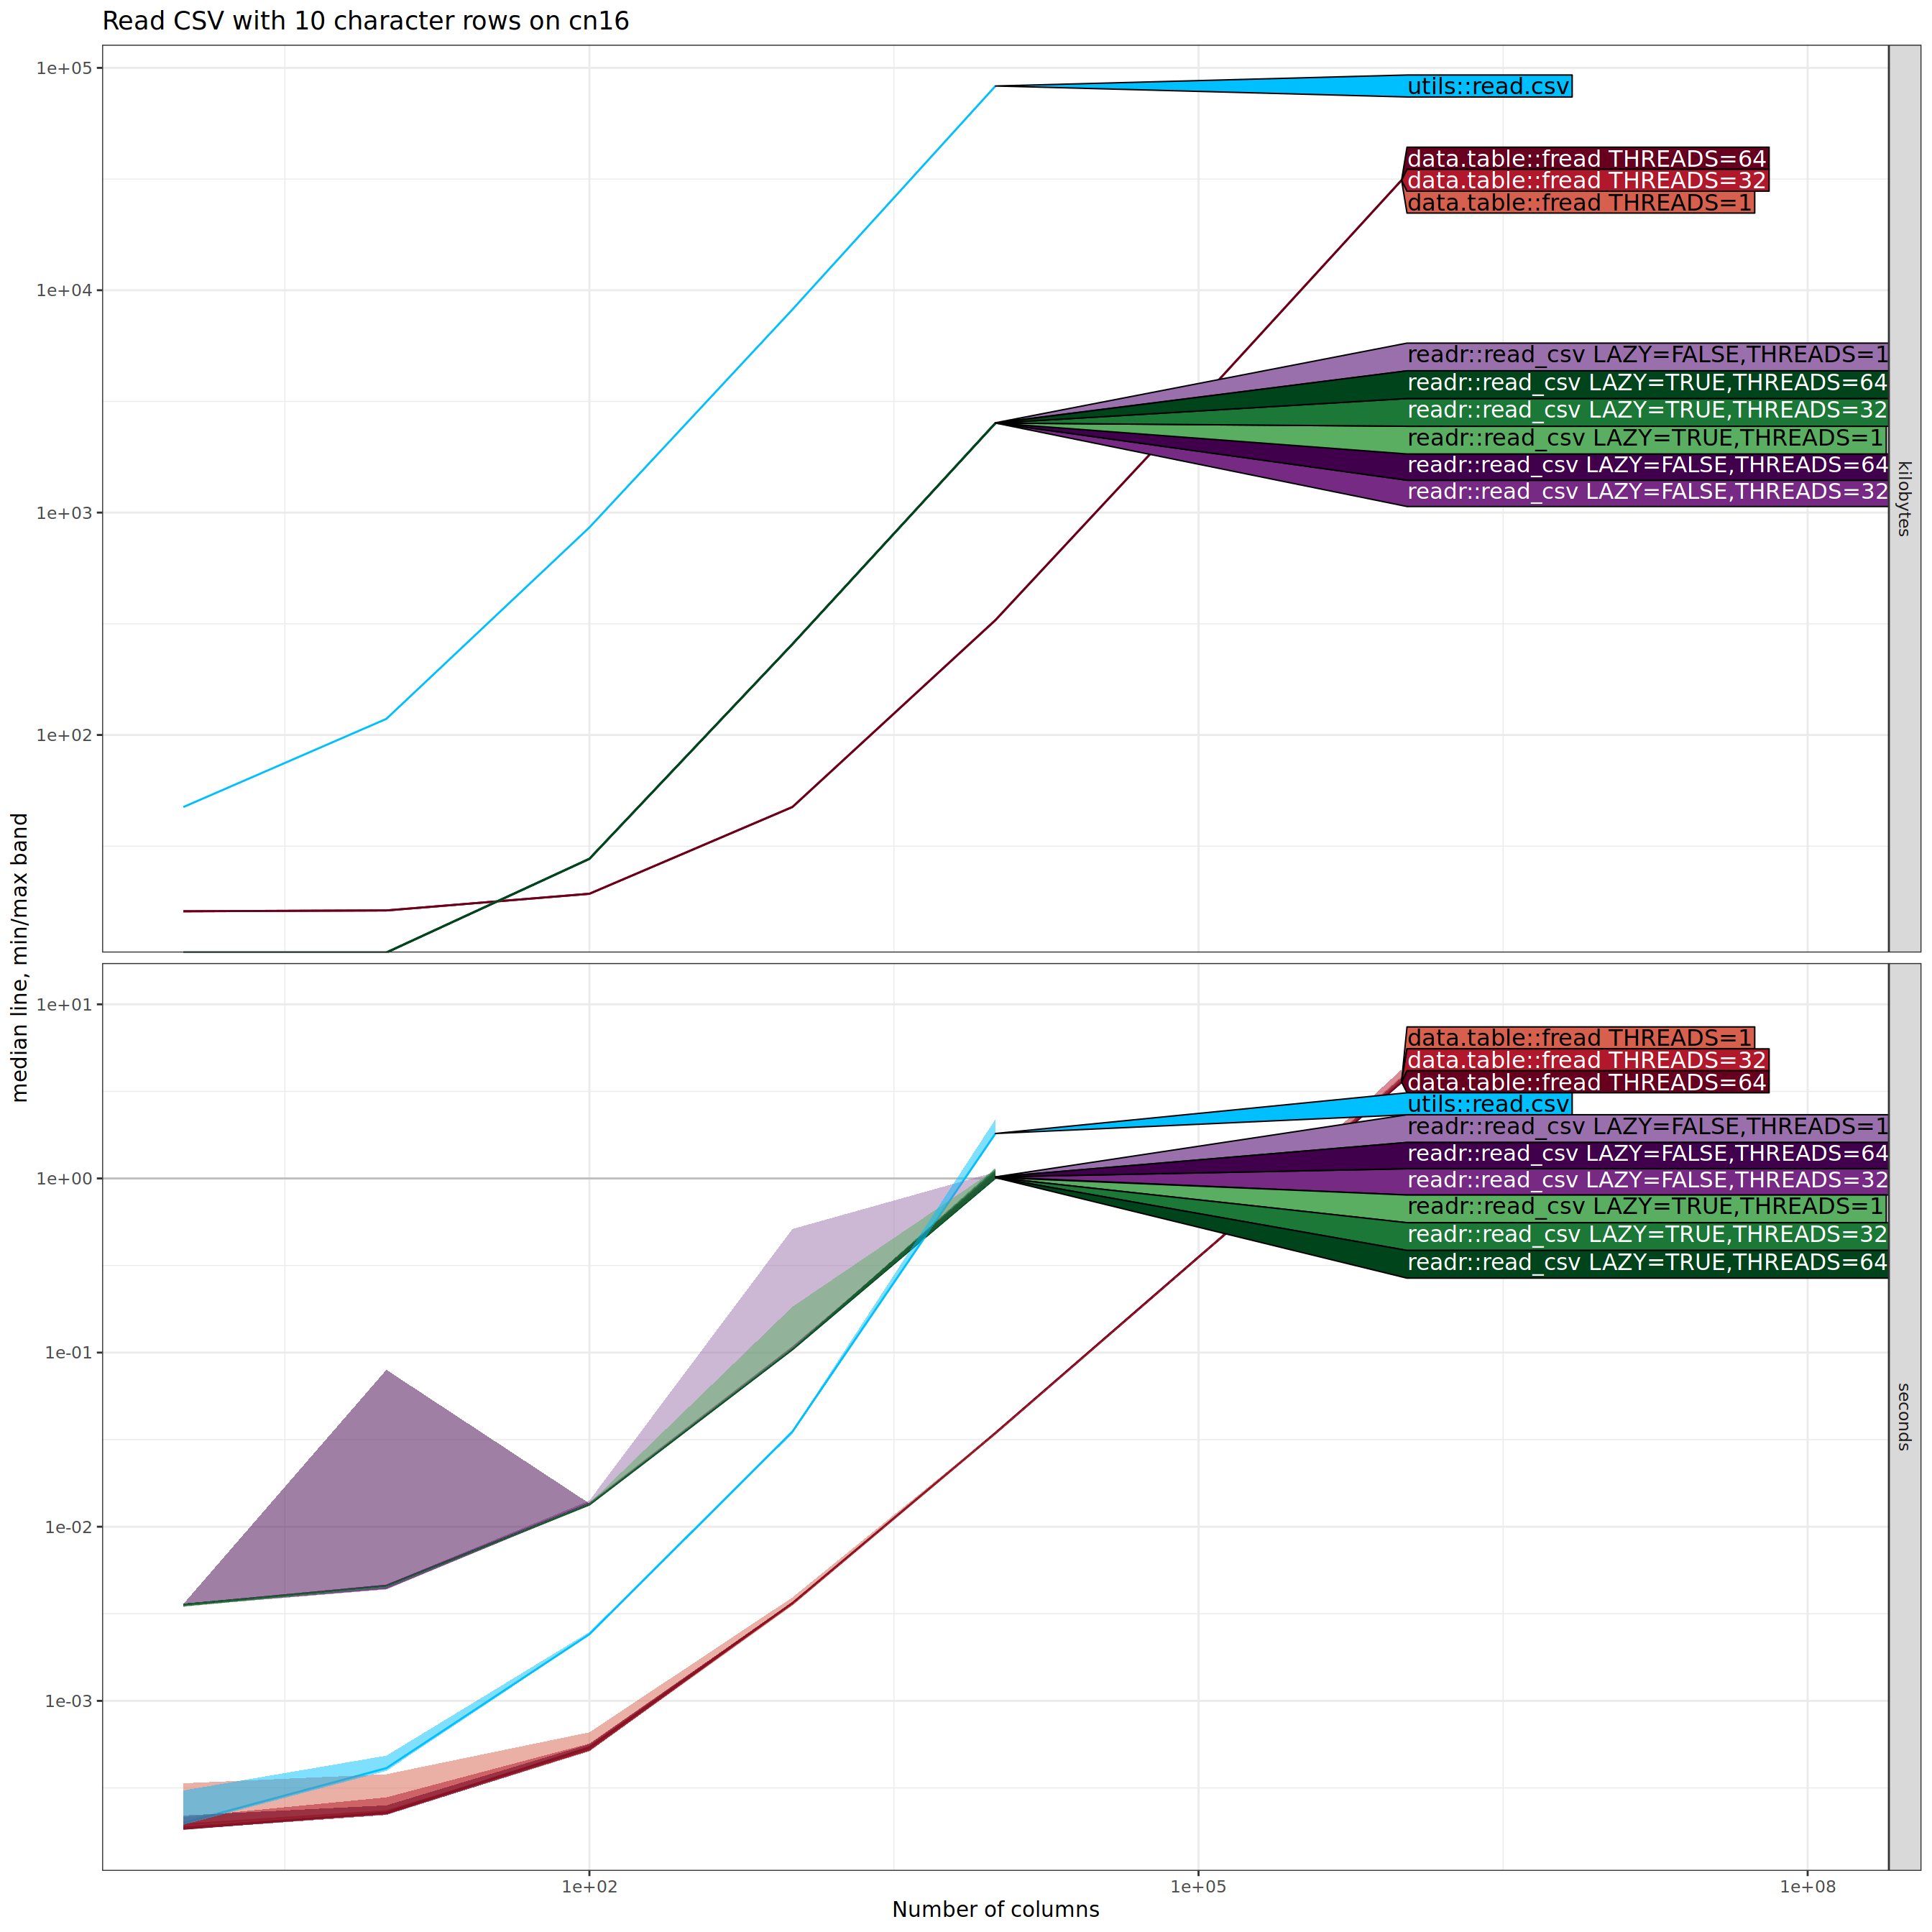 Read CSV with 10 character rows on cn16
median line, min/max band
1e+05
1e+04
1e+03
1e+02
utils::read.csv
data.table::fread THREADS=64
data.table::fread THREADS=32
data.table::fread THREADS=1
readr::read_csv LAZY=FALSE,THREADS=1
readr::read_csv LAZY=TRUE,THREADS=64
readr::read_csv LAZY=TRUE,THREADS=32
readr::read_csv LAZY=TRUE,THREADS=1
readr::read_csv LAZY=FALSE,THREADS=64
readr::read_csv LAZY=FALSE,THREADS=32
kilobytes
1e+01
1e+00
1e-01
1e-02
1e-03
data.table::fread THREADS=1
data.table::fread THREADS=32
data.table::fread THREADS=64
utils::read.csv
readr::read_csv LAZY=FALSE,THREADS=1
readr::read_csv LAZY=FALSE,THREADS=64
readr::read_csv LAZY=FALSE,THREADS=32
readr::read_csv LAZY=TRUE,THREADS=1
readr::read_csv LAZY=TRUE,THREADS=32
readr::read_csv LAZY=TRUE,THREADS=64
seconds
1e+02
1e+05
1e+08
Number of columns